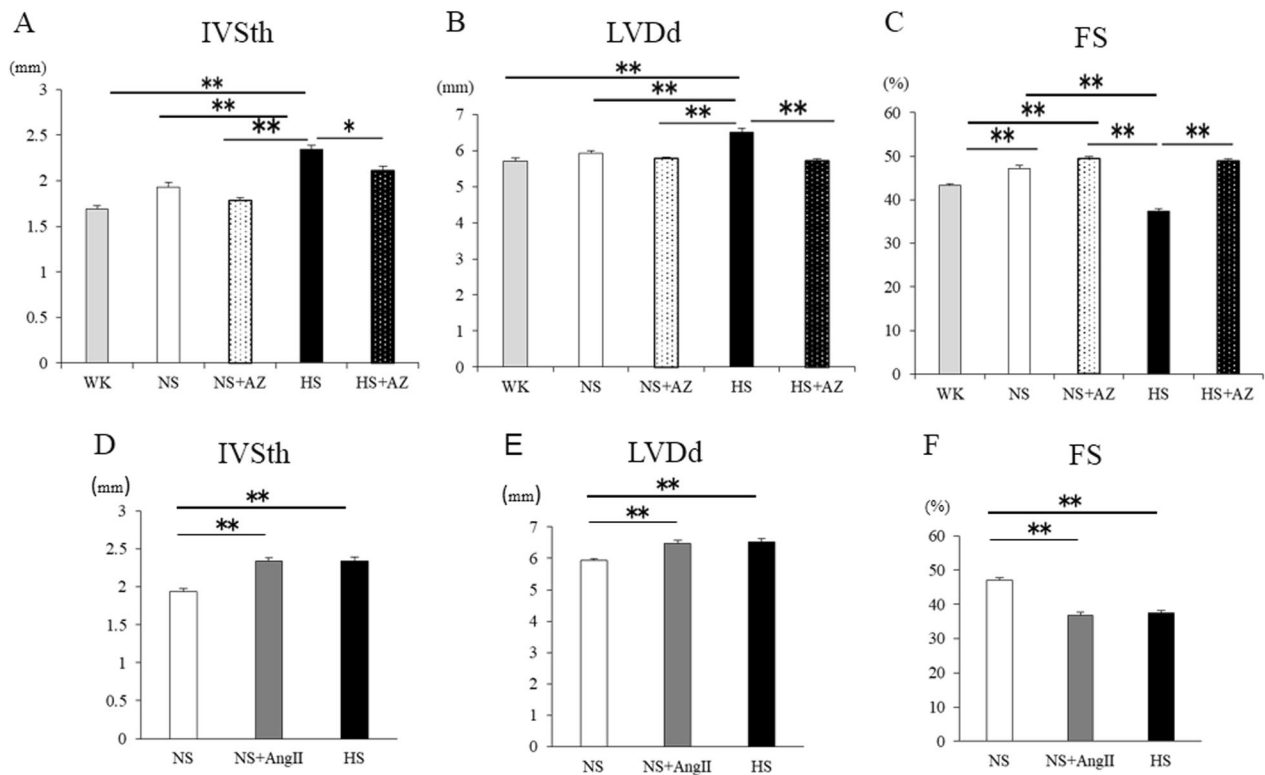 A
IVSth
(mm)
**
**
**
*
3
2.5
2
1.5
1
0.5
0
WK NS NS+AZ HS HS+AZ
B
LVDd
(mm)
**
**
**
**
7
6
5
4
3
2
1
0
WK NS NS+AZ HS HS+AZ
C
FS
(%)
**
**
**
**
**
60
50
40
30
20
10
0
WK NS NS+AZ HS HS+AZ
D
IVSth
(mm)
**
**
3
2.5
2
1.5
1
0.5
0
NS NS+AngII HS
E
LVDd
(mm)
**
**
7
6
5
4
3
2
1
0
NS NS+AngII HS
F
FS
(%)
**
**
60
50
40
30
20
10
0
NS NS+AngII HS